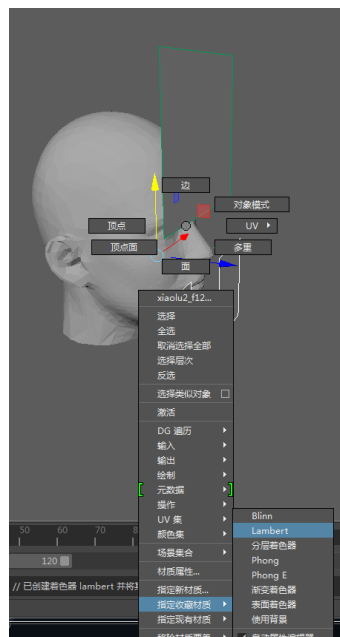 边
对象模式
顶点
UV
顶点面
多重
面
xiaolu2_f12...
选择
全选
取消选择全部
选择层次
反选
选择类似对象
激活
DG 遍历
输入
输出
绘制
元数据
操作
UV 集
颜色集
场景集合
材质属性...
指定新材质...
指定收藏材质
指定现有材质
Blinn
Lambert
分层着色器
Phong
Phong E
渐变着色器
表面着色器
使用背景
50 60 70
120
// 已创建着色器 lambert 并将其